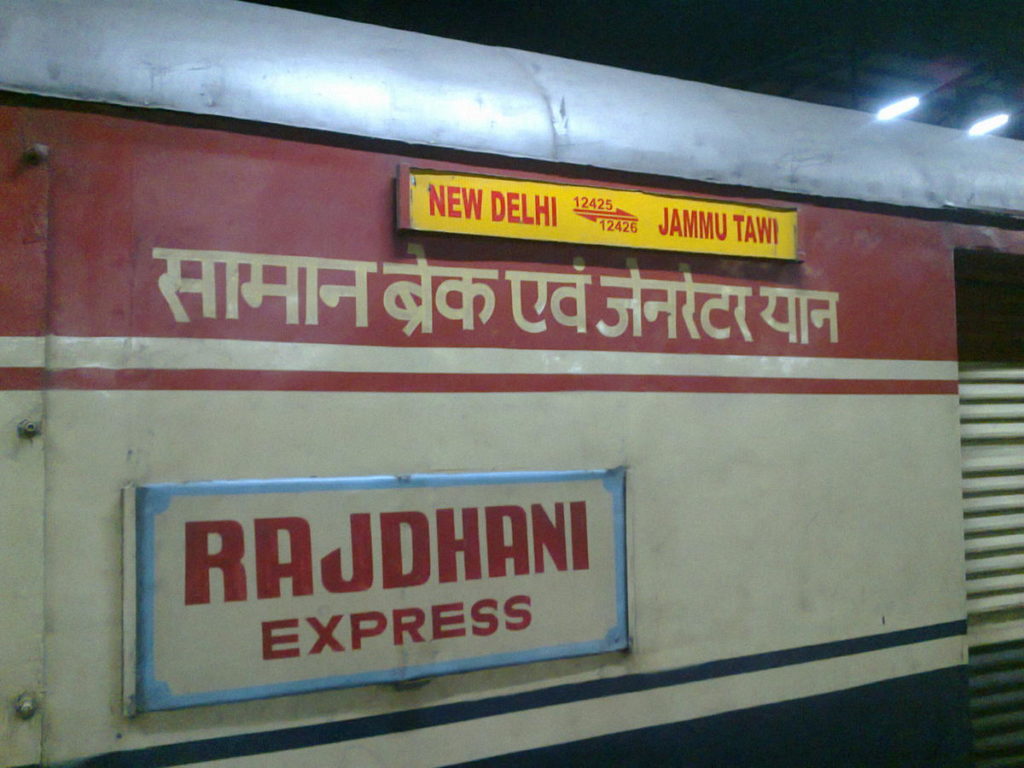 NEW DELHI 12425 12426 JAMMU TAWI
सामान ब्रेक एवं जेनरेटर यान
RAJDHANI
EXPRESS